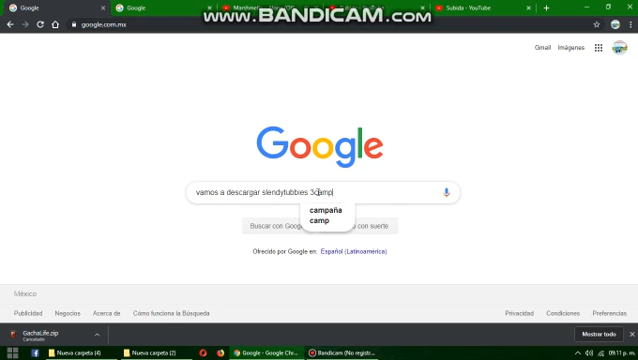 Google
Google
Subida - YouTube
www.BANDICAM.com
google.com.mx
Gmail
Imágenes
Google
vamos a descargar slendytubbies 3camp
campaña
camp
Buscar con Goog
o con suerte
Ofrecido por Google en: Español (Latinoamérica)
México
Publicidad
Negocios
Acerca de
Cómo funciona la Búsqueda
Privacidad
Condiciones
Preferencias
GachaLife.zip
Cancelado
Mostrar todo
Nueva carpeta (4)
Nueva carpeta (2)
Google - Google Chr...
Bandicam (No registr...
09:11 p. m.